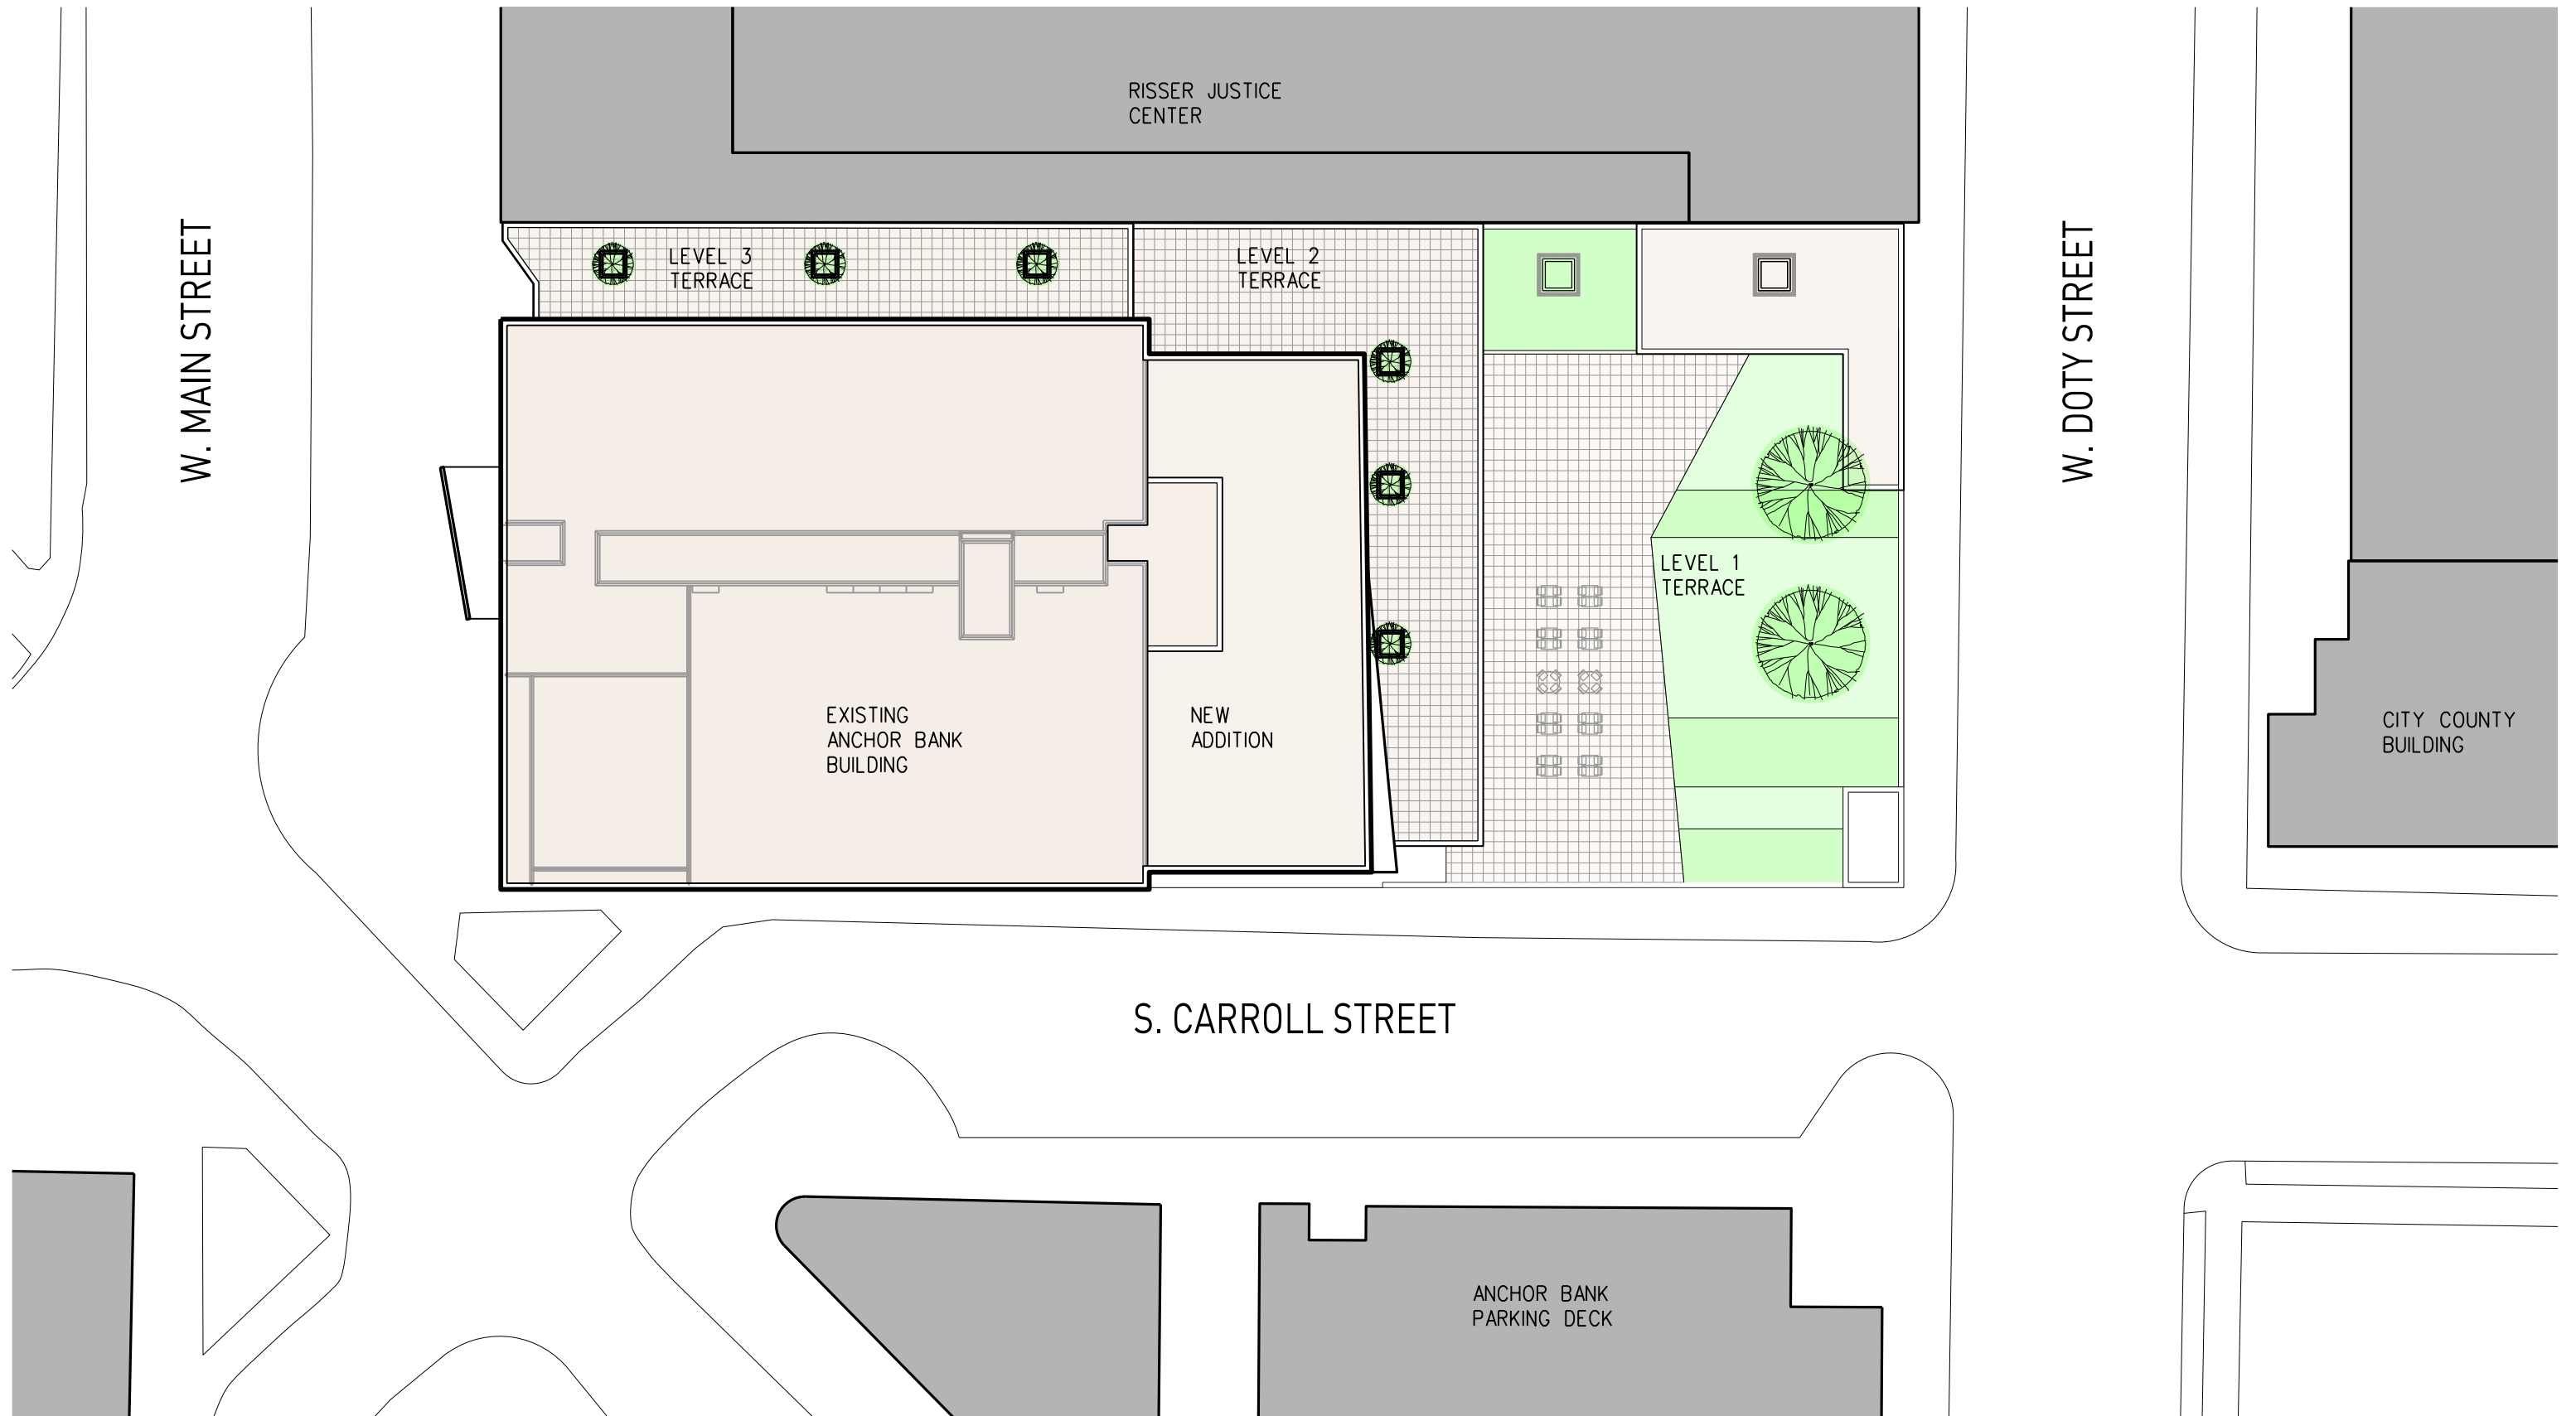 RISSER JUSTICE
CENTER
W. MAIN STREET
LEVEL 3
TERRACE
LEVEL 2
TERRACE
W. DOTY STREET
LEVEL 1
TERRACE
EXISTING
ANCHOR BANK
BUILDING
NEW
ADDITION
CITY COUNTY
BUILDING
S. CARROLL STREET
ANCHOR BANK
PARKING DECK